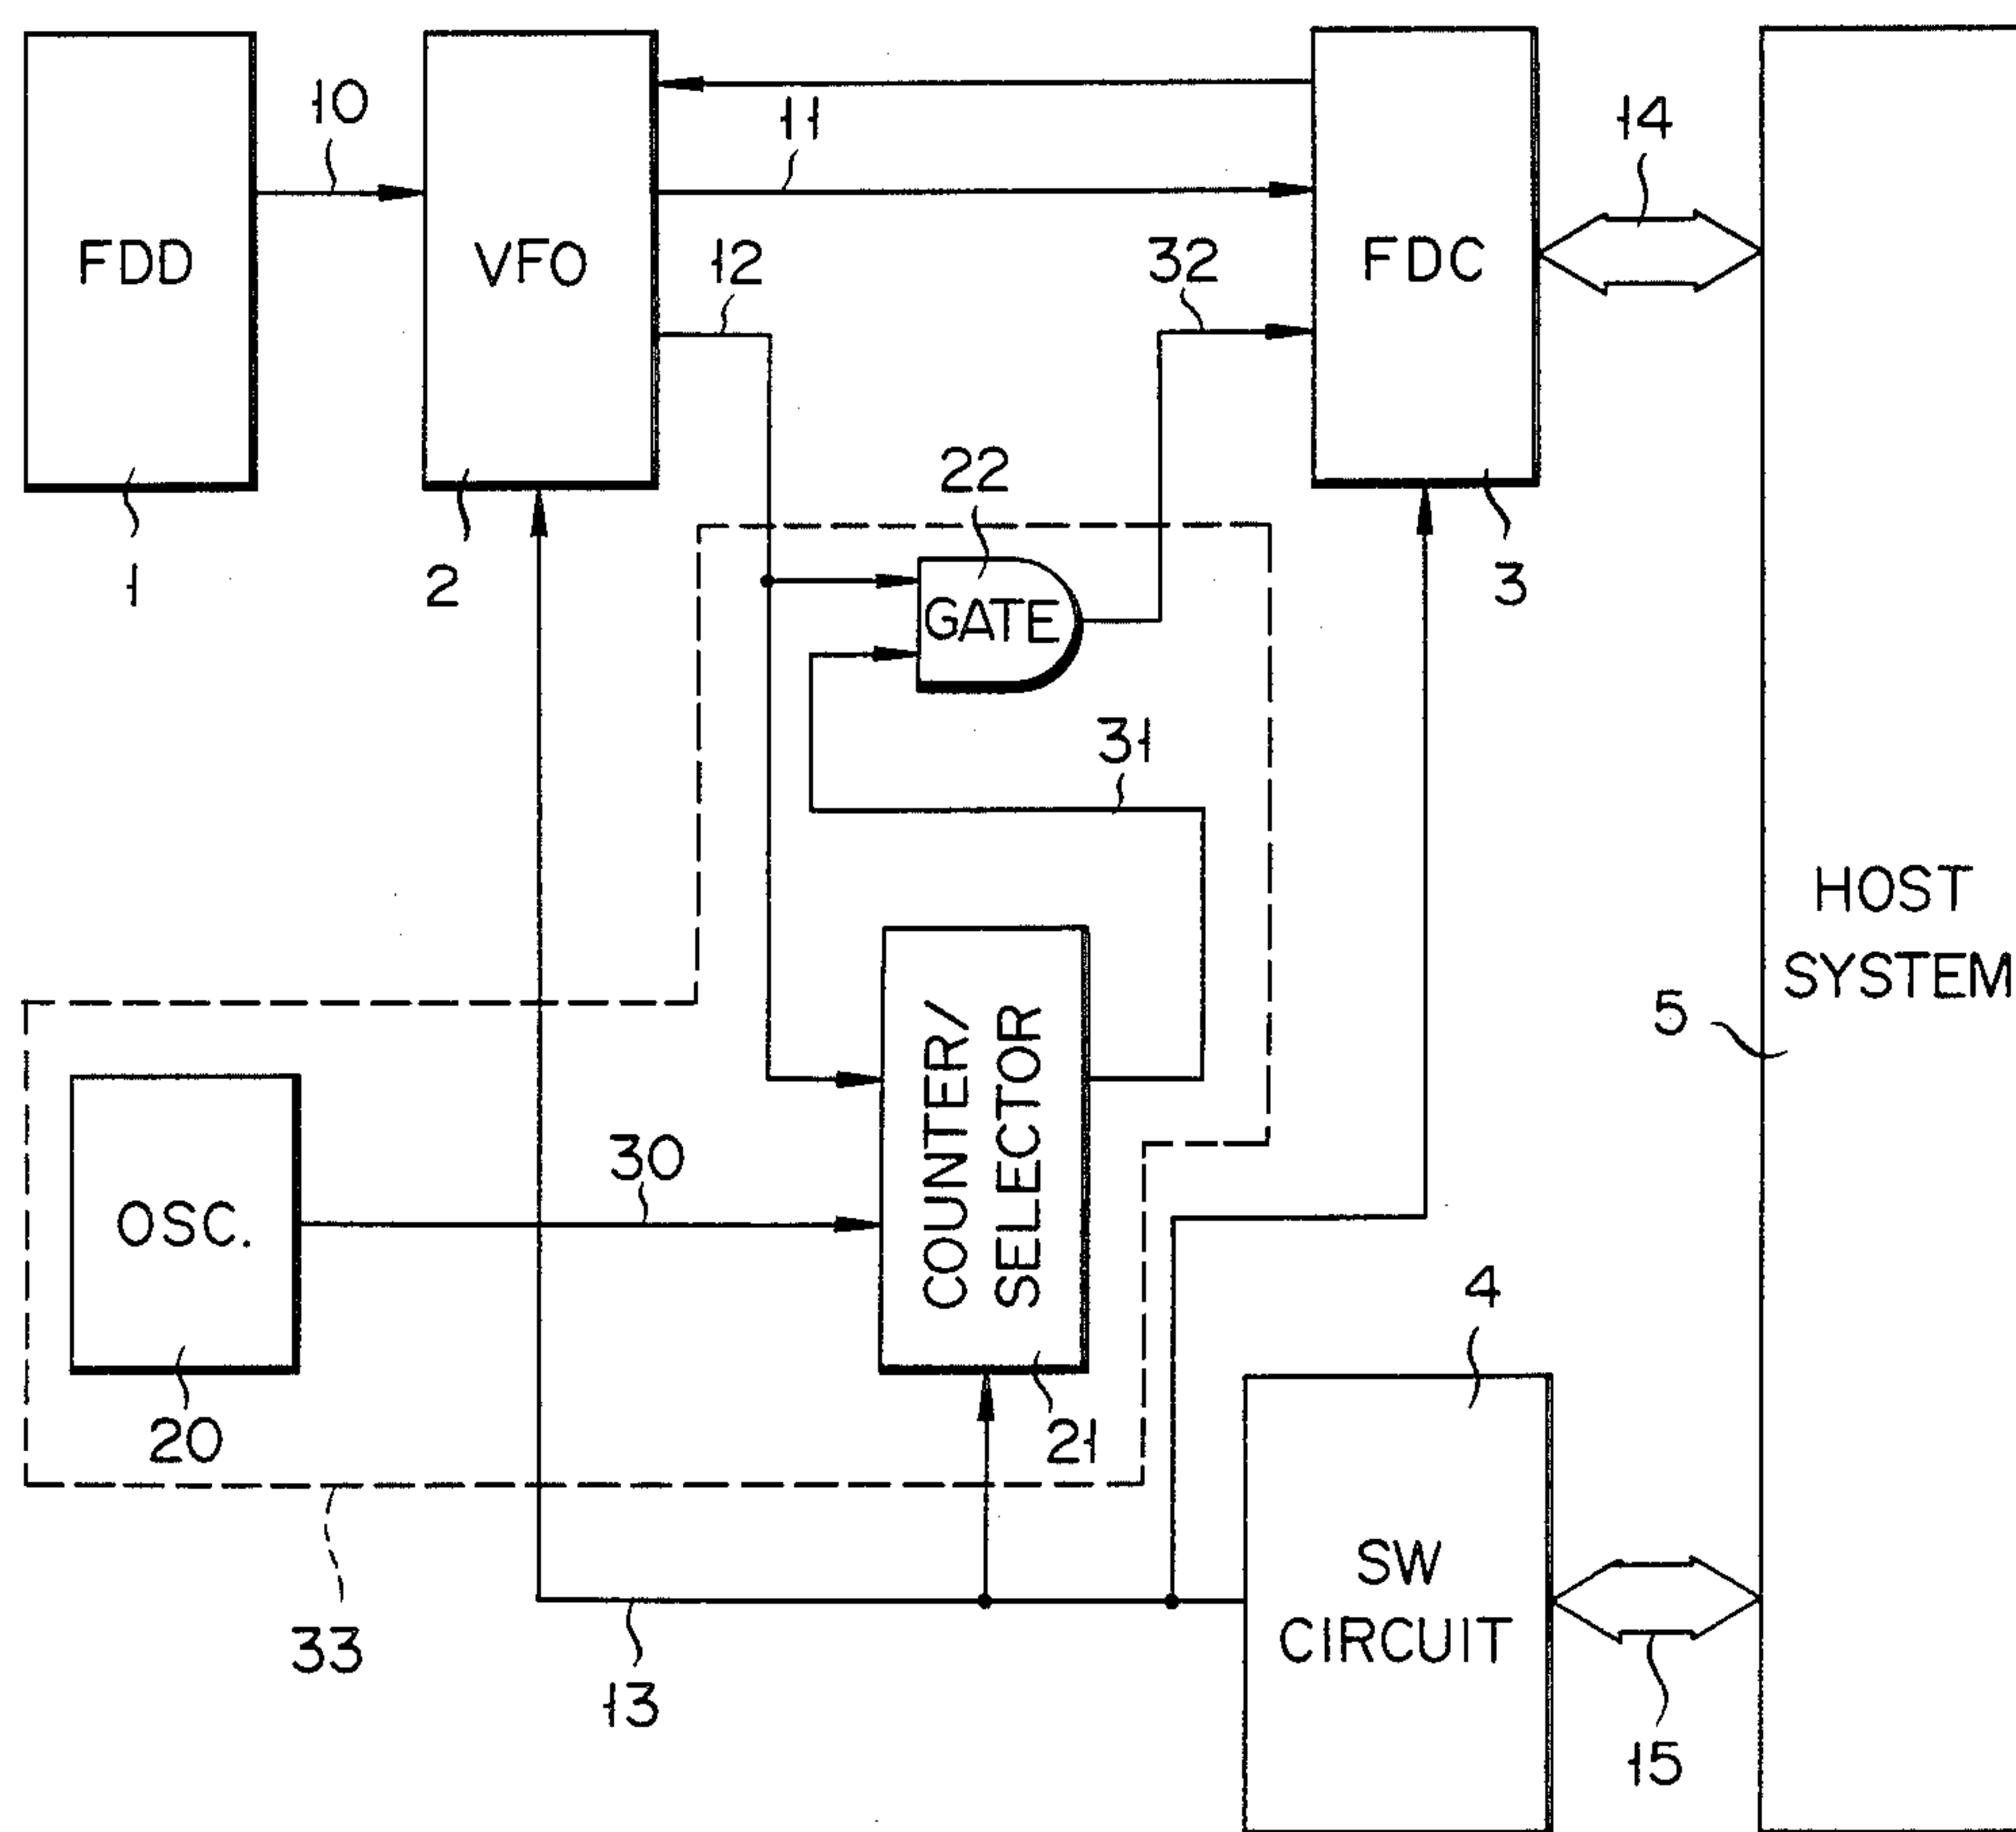 10
11
14
FDD
VFO
12
32
FDC
22
1
2
GATE
3
31
HOST
SYSTEM
5
COUNTER/
SELECTOR
30
OSC.
4
20
21
SW
CIRCUIT
33
13
15